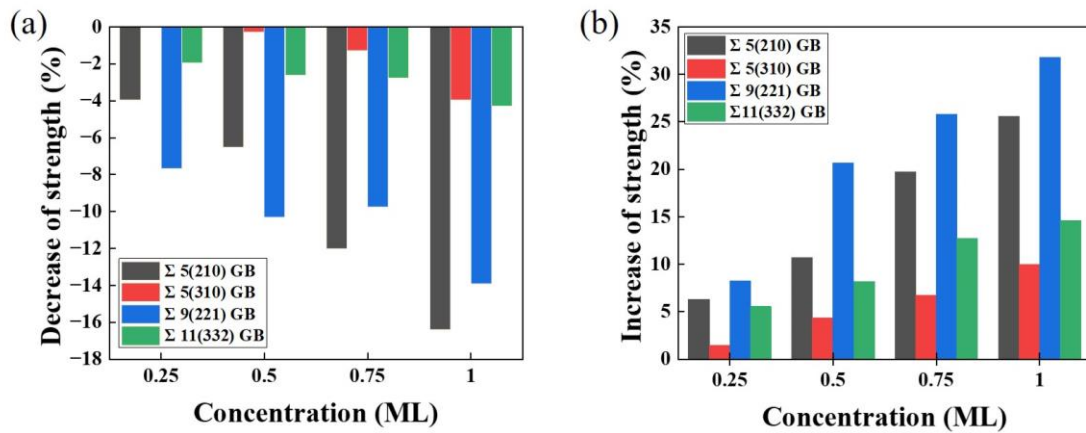 (a)
Decrease of strength (%)
0
−2
−4
−6
−8
−10
−12
−14
−16
−18
Σ 5(210) GB
Σ 5(310) GB
Σ 9(221) GB
Σ 11(332) GB
0.25
0.5
0.75
1
Concentration (ML)
(b)
Increase of strength (%)
35
30
25
20
15
10
5
0
Σ 5(210) GB
Σ 5(310) GB
Σ 9(221) GB
Σ11(332) GB
0.25
0.5
0.75
1
Concentration (ML)